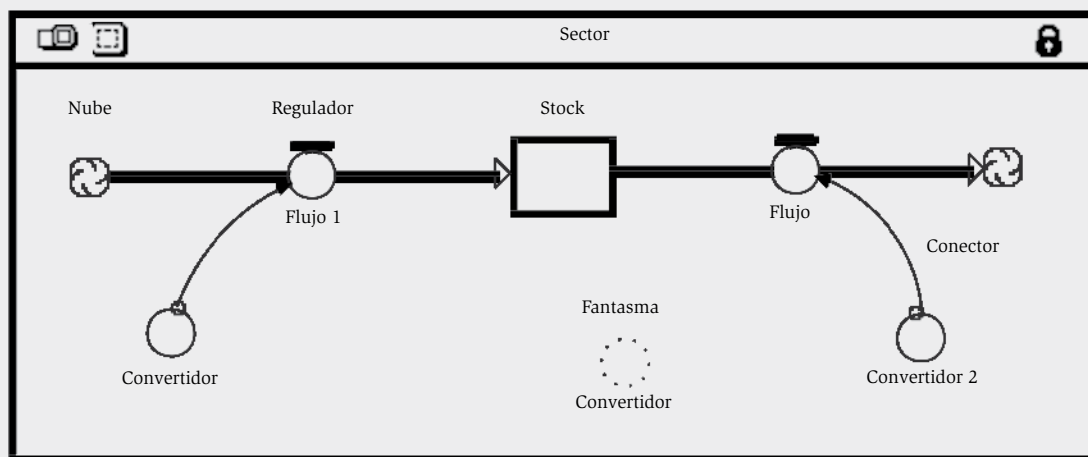 Sector
Nube
Regulador
Stock
Flujo 1
Flujo
Conector
Fantasma
Convertidor
Convertidor 2
Convertidor